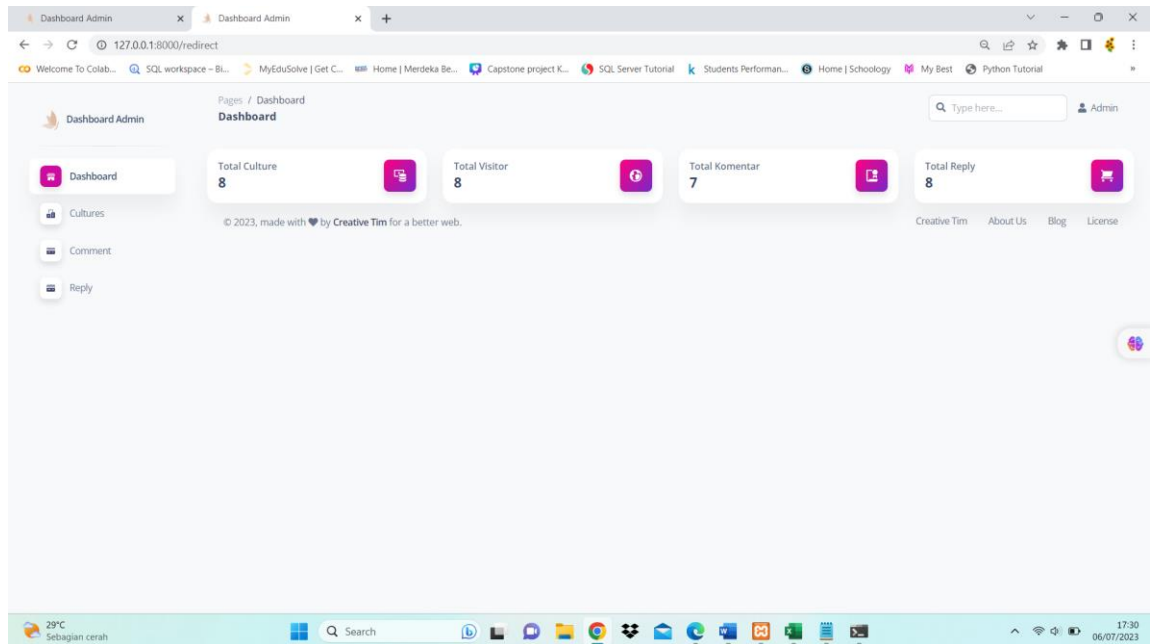 Dashboard Admin
Dashboard Admin
127.0.0.1:8000/redirect
Welcome To Colab...
SQL workspace – Bi...
MyEduSolve | Get C...
Home | Merdeka Be...
Capstone project K...
SQL Server Tutorial
Students Performan...
Home | Schoology
My Best
Python Tutorial
Dashboard Admin
Pages / Dashboard
Dashboard
Type here...
Admin
Dashboard
Cultures
Comment
Reply
Total Culture
8
Total Visitor
8
Total Komentar
7
Total Reply
8
© 2023, made with ♥ by Creative Tim for a better web.
Creative Tim
About Us
Blog
License
29°C
Sebagian cerah
Search
17:30
06/07/2023